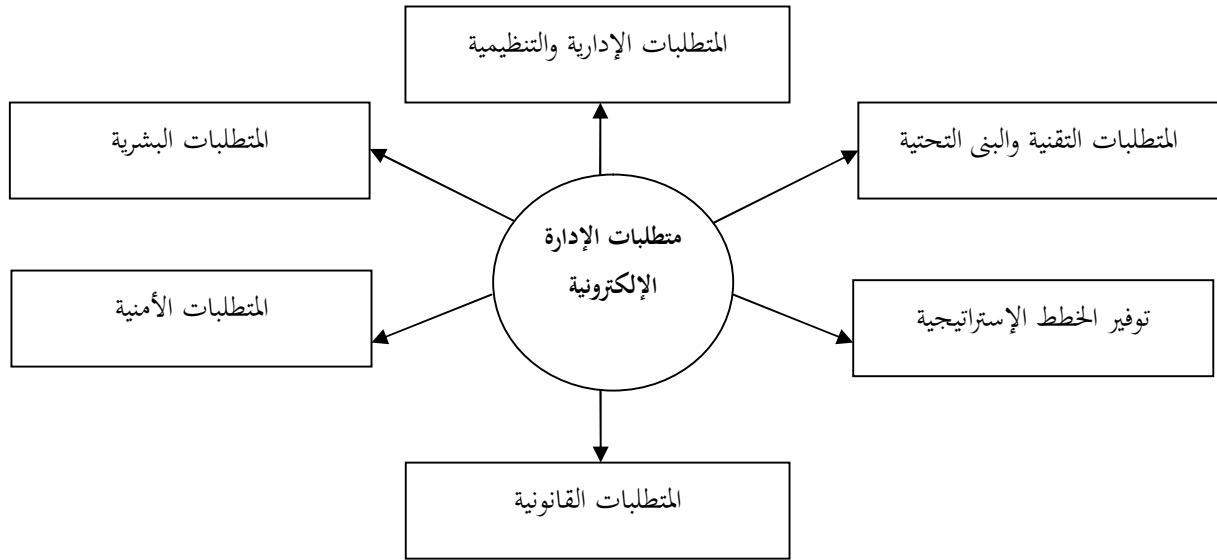 المتطلبات الإدارية والتنظيمية
المتطلبات التقنية والبنى التحتية
المتطلبات البشرية
متطلبات الإدارة
الإلكترونية
توفير الخطط الإستراتيجية
المتطلبات الأمنية
المتطلبات القانونية